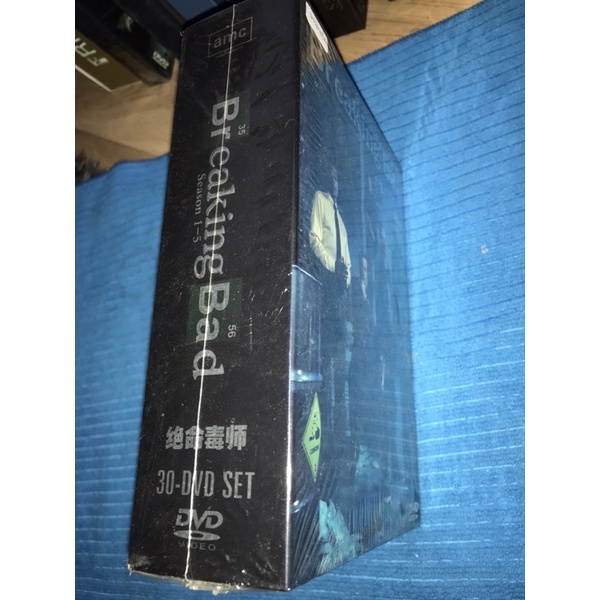 amc
35
Breaking
Season 1-5
Bad
56
绝命毒师
30-DVD SET
DVD
VIDEO